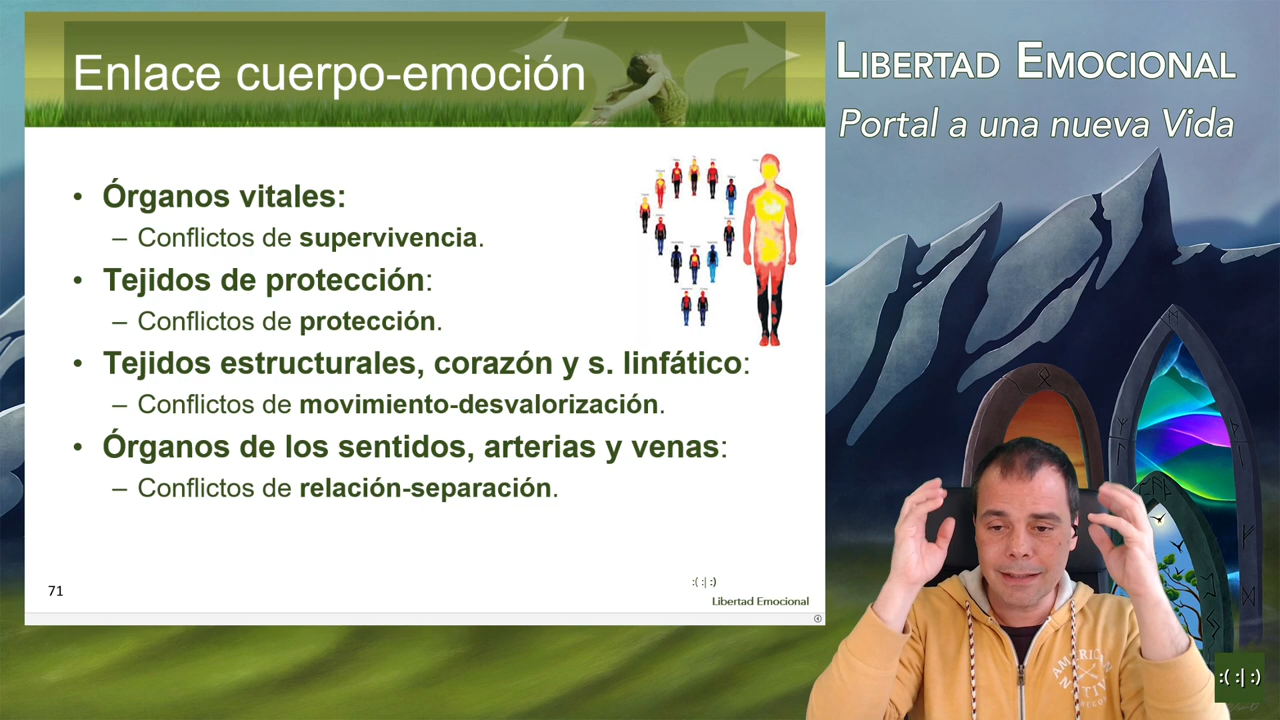 Enlace cuerpo-emoción
• Órganos vitales:
– Conflictos de supervivencia.
• Tejidos de protección:
– Conflictos de protección.
• Tejidos estructurales, corazón y s. linfático:
– Conflictos de movimiento-desvalorización.
• Órganos de los sentidos, arterias y venas:
– Conflictos de relación-separación.
71
:( :| :)
Libertad Emocional
LIBERTAD EMOCIONAL
Portal a una nueva Vida
AMERICAN
NATIVE
:( :| :)